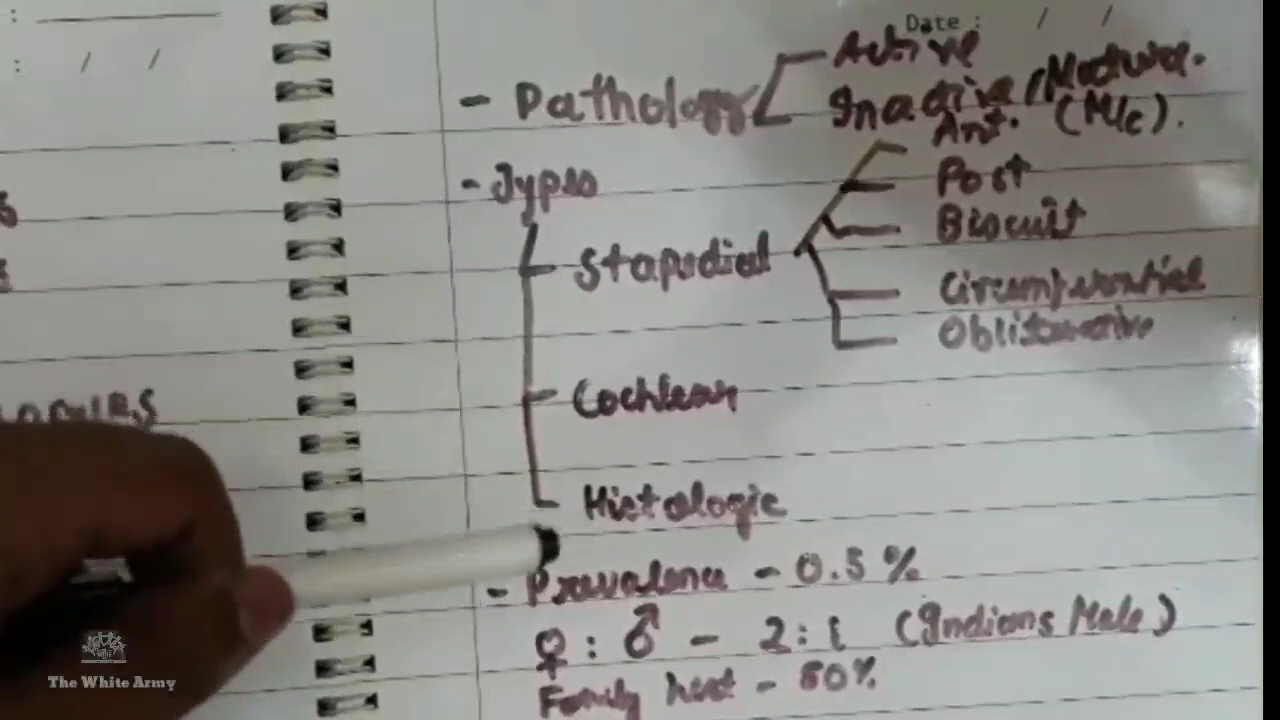 Date : / /
: / /
- Pathology Active
Inactive/Mature.
(M/c).
- Types
Stapedial Ant.
Post
Biscuit
Circumferential
Obliterative
Cochlear
Histologic
- Prevalence - 0.5 %
♀ : ♂ - 2:1 (Indians Male)
Family hist -
The White Army